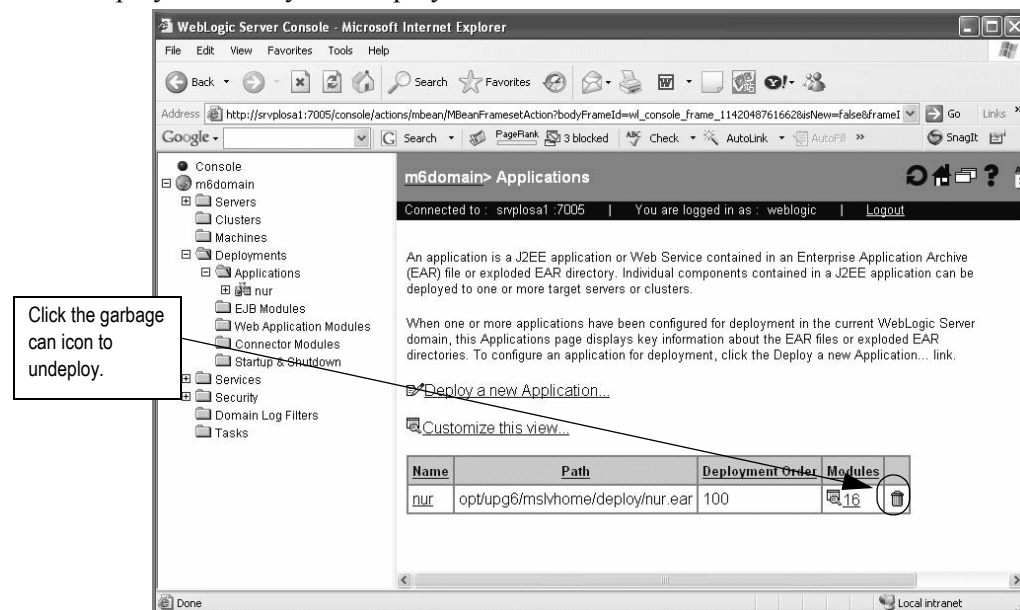 WebLogic Server Console - Microsoft Internet Explorer
File Edit View Favorites Tools Help
Back Search Favorites
Address http://srvplosa1:7005/console/actions/mbean/MBeanFramesetAction?bodyFrameId=wl_console_frame_1142048761662&isNew=false&frameI Go Links »
Google Search PageRank 3 blocked Check AutoLink AutoFill » SnagIt
Console
m6domain
Servers
Clusters
Machines
Deployments
Applications
nur
EJB Modules
Web Application Modules
Connector Modules
Startup & Shutdown
Services
Security
Domain Log Filters
Tasks
Click the garbage
can icon to
undeploy.
m6domain> Applications
Connected to : srvplosa1 :7005 | You are logged in as : weblogic | Logout
An application is a J2EE application or Web Service contained in an Enterprise Application Archive
(EAR) file or exploded EAR directory. Individual components contained in a J2EE application can be
deployed to one or more target servers or clusters.
When one or more applications have been configured for deployment in the current WebLogic Server
domain, this Applications page displays key information about the EAR files or exploded EAR
directories. To configure an application for deployment, click the Deploy a new Application... link.
Deploy a new Application...
Customize this view...
Name Path Deployment Order Modules
nur opt/upg6/mslvhome/deploy/nur.ear 100 16
Done Local intranet